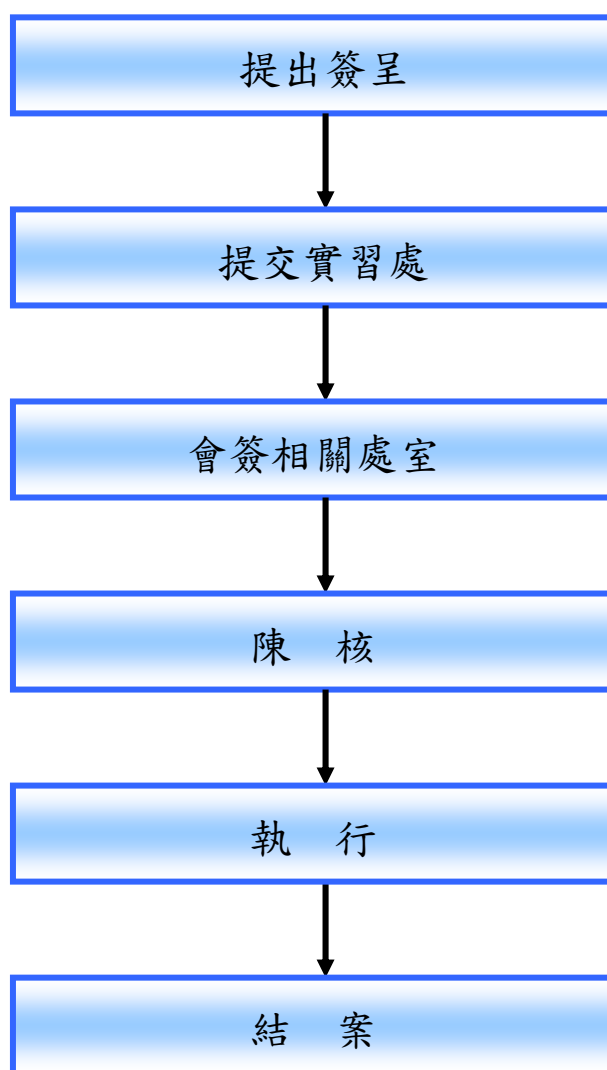 提出簽呈
提交實習處
會簽相關處室
陳　核
執　行
結　案